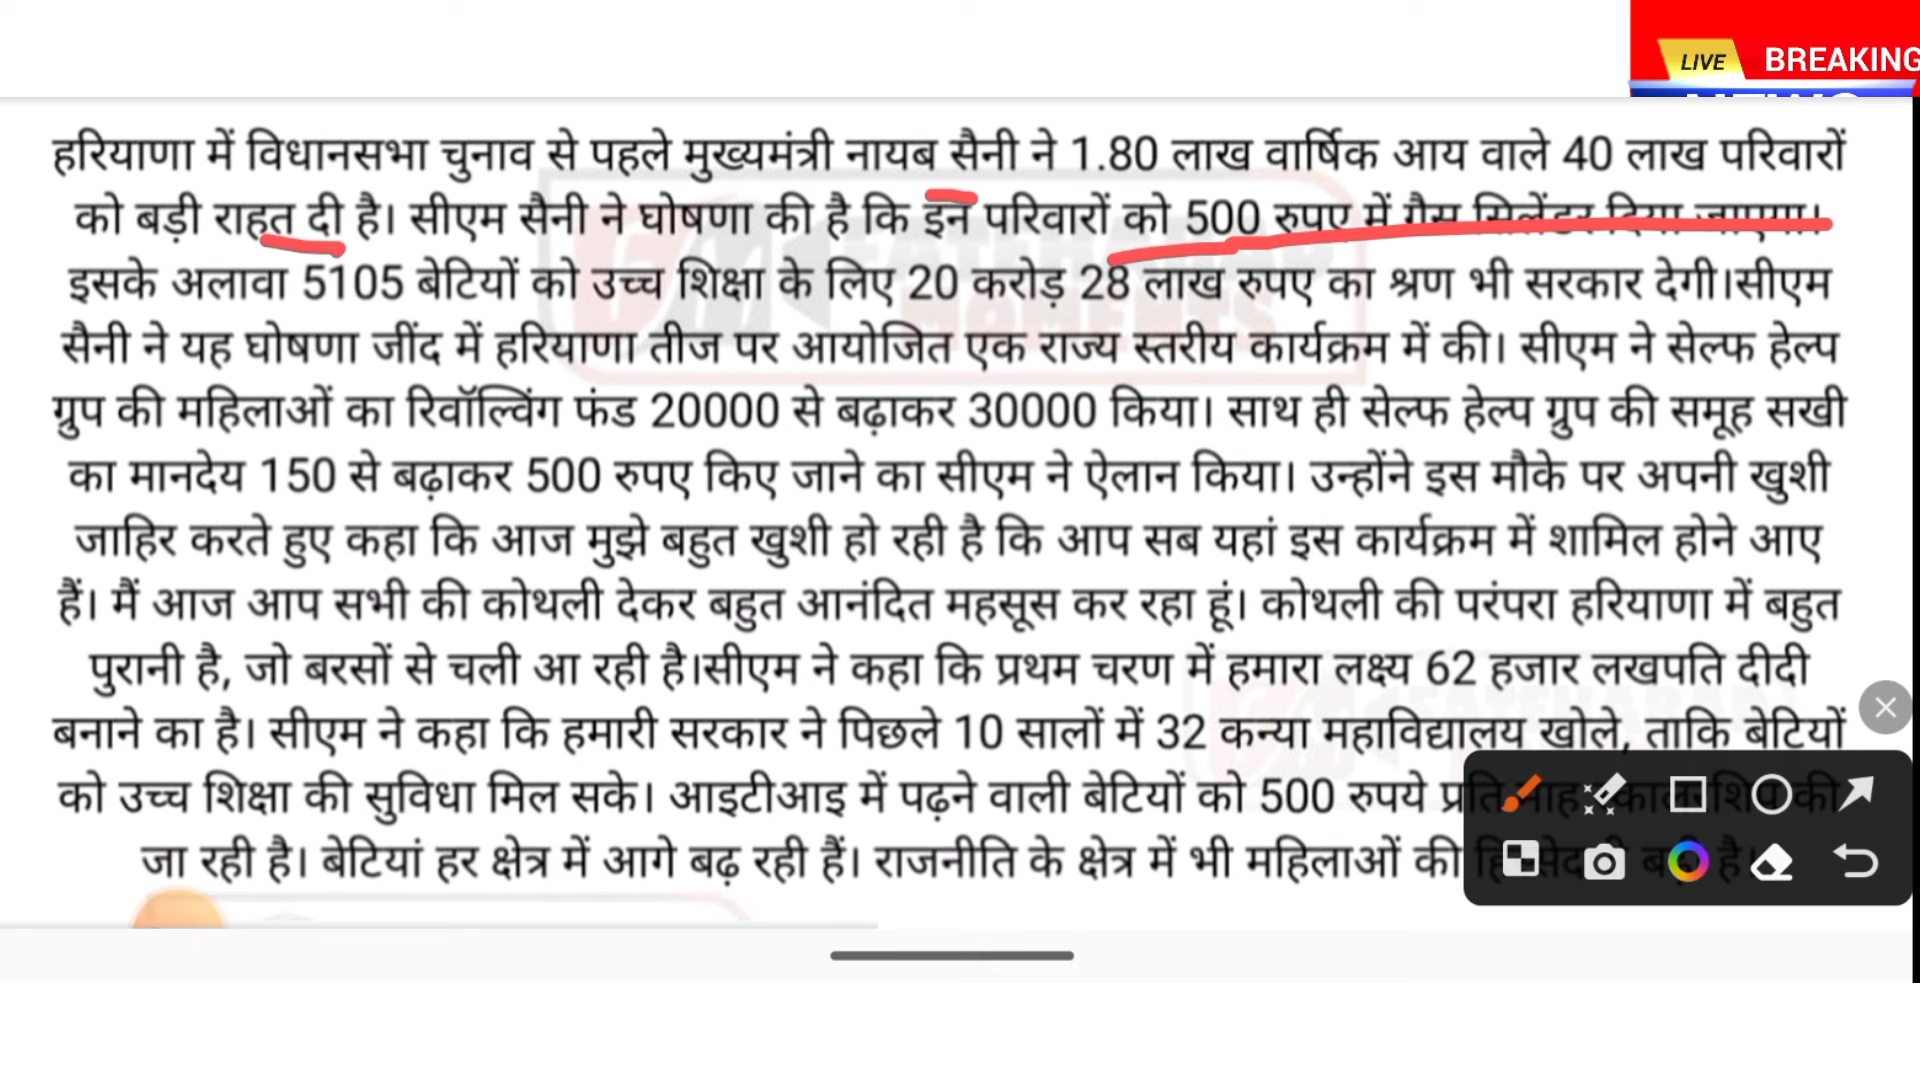 LIVE BREAKING
हरियाणा में विधानसभा चुनाव से पहले मुख्यमंत्री नायब सैनी ने 1.80 लाख वार्षिक आय वाले 40 लाख परिवारों
को बड़ी राहत दी है। सीएम सैनी ने घोषणा की है कि इन परिवारों को 500 रुपए में गैस सिलेंडर दिया जाएगा।
इसके अलावा 5105 बेटियों को उच्च शिक्षा के लिए 20 करोड़ 28 लाख रुपए का श्रण भी सरकार देगी।सीएम
सैनी ने यह घोषणा जींद में हरियाणा तीज पर आयोजित एक राज्य स्तरीय कार्यक्रम में की। सीएम ने सेल्फ हेल्प
ग्रुप की महिलाओं का रिवॉल्विंग फंड 20000 से बढ़ाकर 30000 किया। साथ ही सेल्फ हेल्प ग्रुप की समूह सखी
का मानदेय 150 से बढ़ाकर 500 रुपए किए जाने का सीएम ने ऐलान किया। उन्होंने इस मौके पर अपनी खुशी
जाहिर करते हुए कहा कि आज मुझे बहुत खुशी हो रही है कि आप सब यहां इस कार्यक्रम में शामिल होने आए
हैं। मैं आज आप सभी की कोथली देकर बहुत आनंदित महसूस कर रहा हूं। कोथली की परंपरा हरियाणा में बहुत
पुरानी है, जो बरसों से चली आ रही है।सीएम ने कहा कि प्रथम चरण में हमारा लक्ष्य 62 हजार लखपति दीदी
बनाने का है। सीएम ने कहा कि हमारी सरकार ने पिछले 10 सालों में 32 कन्या महाविद्यालय खोले, ताकि बेटियों
को उच्च शिक्षा की सुविधा मिल सके। आइटीआइ में पढ़ने वाली बेटियों को 500 रुपये की
जा रही है। बेटियां हर क्षेत्र में आगे बढ़ रही हैं। राजनीति के क्षेत्र में भी महिलाओं की है।